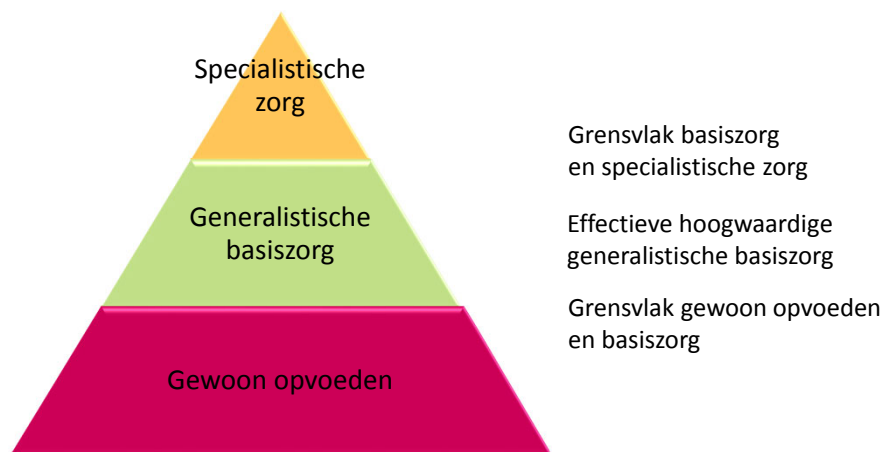 Specialistische
zorg
Grensvlak basiszorg
en specialistische zorg
Generalistische
basiszorg
Effectieve hoogwaardige
generalistische basiszorg
Grensvlak gewoon opvoeden
en basiszorg
Gewoon opvoeden